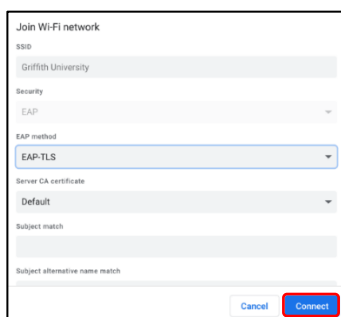 Join Wi-Fi network
SSID
Griffith University
Security
EAP
EAP method
EAP-TLS
Server CA certificate
Default
Subject match
Subject alternative name match
Cancel Connect